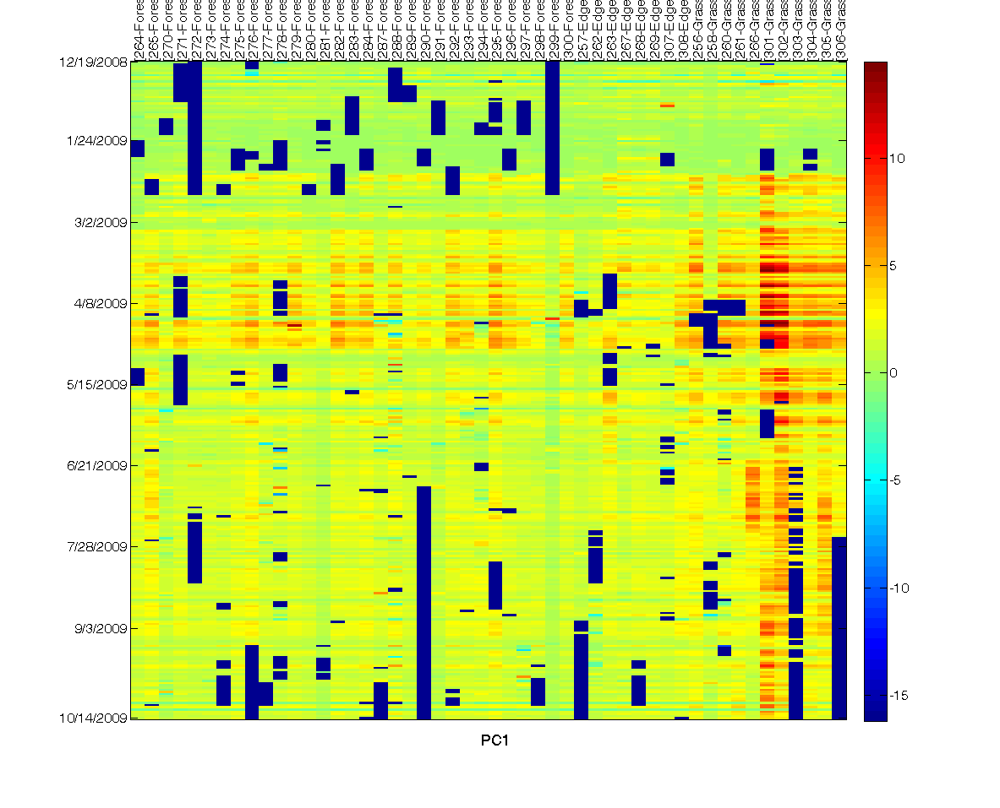 [264-Fores
[265-Fores
[270-Fores
[271-Fores
[272-Fores
[273-Fores
[274-Fores
[275-Fores
[276-Fores
[277-Fores
[278-Fores
[279-Fores
[280-Fores
[281-Fores
[282-Fores
[283-Fores
[284-Fores
[287-Fores
[288-Fores
[289-Fores
[290-Fores
[291-Fores
[292-Fores
[293-Fores
[294-Fores
[295-Fores
[296-Fores
[297-Fores
[298-Fores
[299-Fores
[300-Fores
[257-Edge
[262-Edge
[263-Edge
[267-Edge
[268-Edge
[269-Edge
[307-Edge
[308-Edge
[256-Grass
[258-Grass
[260-Grass
[261-Grass
[266-Grass
[301-Grass
[302-Grass
[303-Grass
[304-Grass
[305-Grass
[306-Grass
12/19/2008
1/24/2009
3/2/2009
4/8/2009
5/15/2009
6/21/2009
7/28/2009
9/3/2009
10/14/2009
10
5
0
-5
-10
-15
PC1